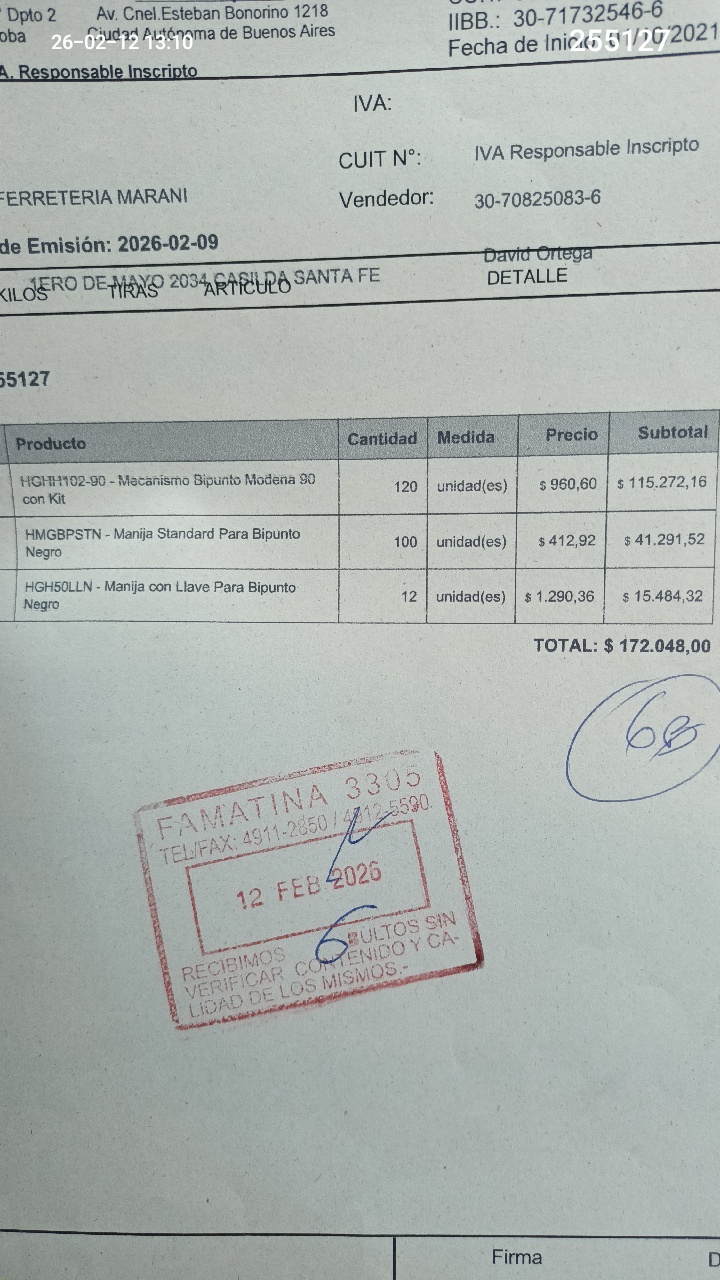 Dpto 2 Av. Cnel.Esteban Bonorino 1218
oba Ciudad Autónoma de Buenos Aires
IIBB.: 30-71732546-6
Fecha de Inicio 01/10/2021
26-02-12 13:10
255127
A. Responsable Inscripto
IVA:
CUIT N°: IVA Responsable Inscripto
FERRETERIA MARANI
Vendedor: 30-70825083-6
de Emisión: 2026-02-09
David Ortega
1ERO DE MAYO 2034 CASILDA SANTA FE
KILOS TIRAS ARTICULO DETALLE
55127
Producto Cantidad Medida Precio Subtotal
HGHH102-90 - Mecanismo Bipunto Modena 90
con Kit
120 unidad(es) $ 960,60 $ 115.272,16
HMGBPSTN - Manija Standard Para Bipunto
Negro
100 unidad(es) $ 412,92 $ 41.291,52
HGH50LLN - Manija con Llave Para Bipunto
Negro
12 unidad(es) $ 1.290,36 $ 15.484,32
TOTAL: $ 172.048,00
6B
FAMATINA 3305
TEL/FAX: 4911-2850 / 4912-5590
12 FEB 2026
RECIBIMOS 6 BULTOS SIN
VERIFICAR CONTENIDO Y CA-
LIDAD DE LOS MISMOS.-
Firma
D